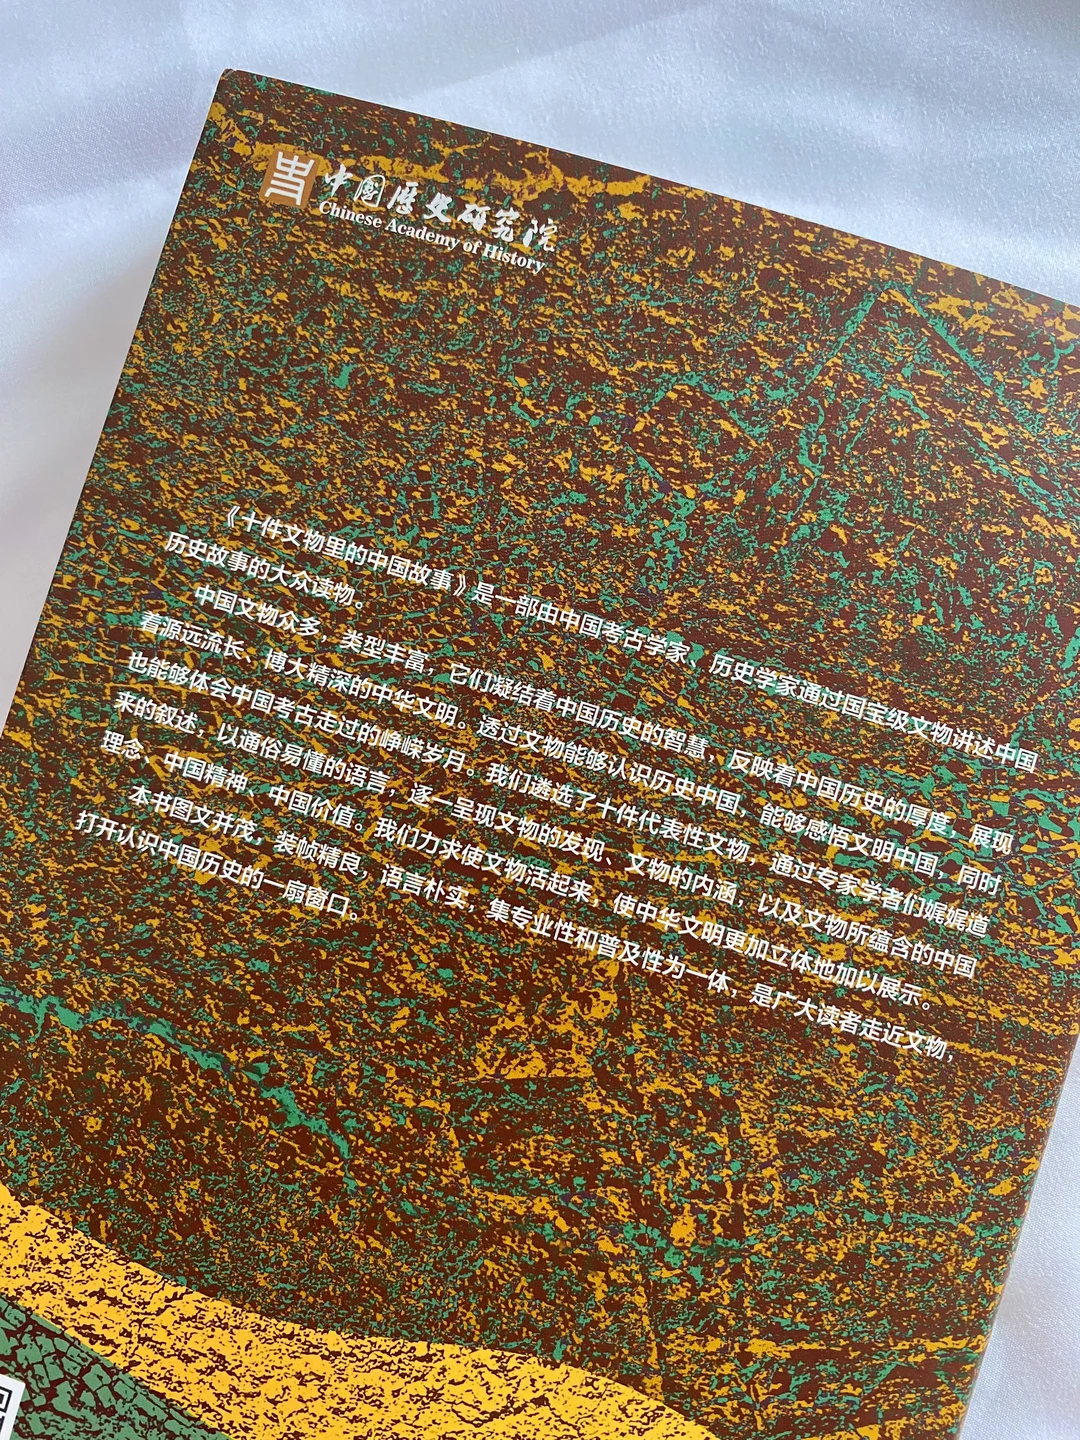 中國歷史研究院
Chinese Academy of History
《十件文物里的中国故事》是一部由中国考古学家、历史学家通过国宝级文物讲述中国
历史故事的大众读物。
中国文物众多，类型丰富，它们凝结着中国历史的智慧，反映着中国历史的厚度，展现
着源远流长、博大精深的中华文明。透过文物能够认识历史中国，能够感悟文明中国，同时
也能够体会中国考古走过的峥嵘岁月。我们遴选了十件代表性文物，通过专家学者们娓娓道
来的叙述，以通俗易懂的语言，逐一呈现文物的发现、文物的内涵，以及文物所蕴含的中国
理念、中国精神、中国价值。我们力求使文物活起来，使中华文明更加立体地加以展示。
本书图文并茂，装帧精良，语言朴实，集专业性和普及性为一体，是广大读者走近文物，
打开认识中国历史的一扇窗口。